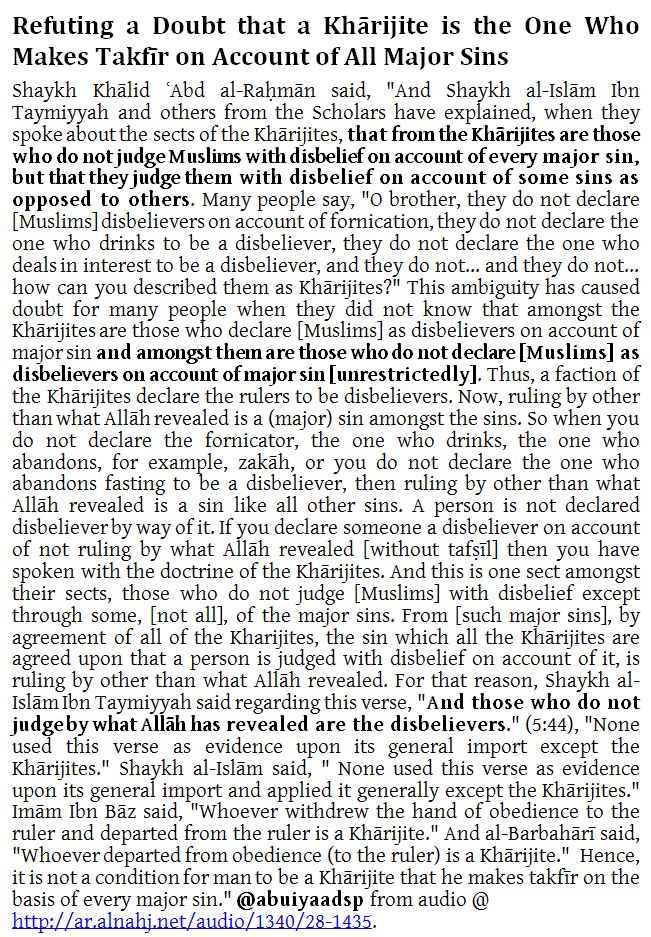 Refuting a Doubt that a Khārijite is the One Who
Makes Takfīr on Account of All Major Sins
Shaykh Khālid ʿAbd al-Raḥmān said, "And Shaykh al-Islām Ibn
Taymiyyah and others from the Scholars have explained, when they
spoke about the sects of the Khārijites, that from the Khārijites are those
who do not judge Muslims with disbelief on account of every major sin,
but that they judge them with disbelief on account of some sins as
opposed to others. Many people say, "O brother, they do not declare
[Muslims] disbelievers on account of fornication, they do not declare the
one who drinks to be a disbeliever, they do not declare the one who
deals in interest to be a disbeliever, and they do not... and they do not...
how can you described them as Khārijites?" This ambiguity has caused
doubt for many people when they did not know that amongst the
Khārijites are those who declare [Muslims] as disbelievers on account of
major sin and amongst them are those who do not declare [Muslims] as
disbelievers on account of major sin [unrestrictedly]. Thus, a faction of
the Khārijites declare the rulers to be disbelievers. Now, ruling by other
than what Allāh revealed is a (major) sin amongst the sins. So when you
do not declare the fornicator, the one who drinks, the one who
abandons, for example, zakāh, or you do not declare the one who
abandons fasting to be a disbeliever, then ruling by other than what
Allāh revealed is a sin like all other sins. A person is not declared
disbeliever by way of it. If you declare someone a disbeliever on account
of not ruling by what Allāh revealed [without tafṣīl] then you have
spoken with the doctrine of the Khārijites. And this is one sect amongst
their sects, those who do not judge [Muslims] with disbelief except
through some, [not all], of the major sins. From [such major sins], by
agreement of all of the Kharijites, the sin which all the Khārijites are
agreed upon that a person is judged with disbelief on account of it, is
ruling by other than what Allāh revealed. For that reason, Shaykh al-
Islām Ibn Taymiyyah said regarding this verse, "And those who do not
judge by what Allāh has revealed are the disbelievers." (5:44), "None
used this verse as evidence upon its general import except the
Khārijites." Shaykh al-Islām said, " None used this verse as evidence
upon its general import and applied it generally except the Khārijites."
Imām Ibn Bāz said, "Whoever withdrew the hand of obedience to the
ruler and departed from the ruler is a Khārijite." And al-Barbahārī said,
"Whoever departed from obedience (to the ruler) is a Khārijite." Hence,
it is not a condition for man to be a Khārijite that he makes takfīr on the
basis of every major sin." @abuiyaadsp from audio @
http://ar.alnahj.net/audio/1340/28-1435.